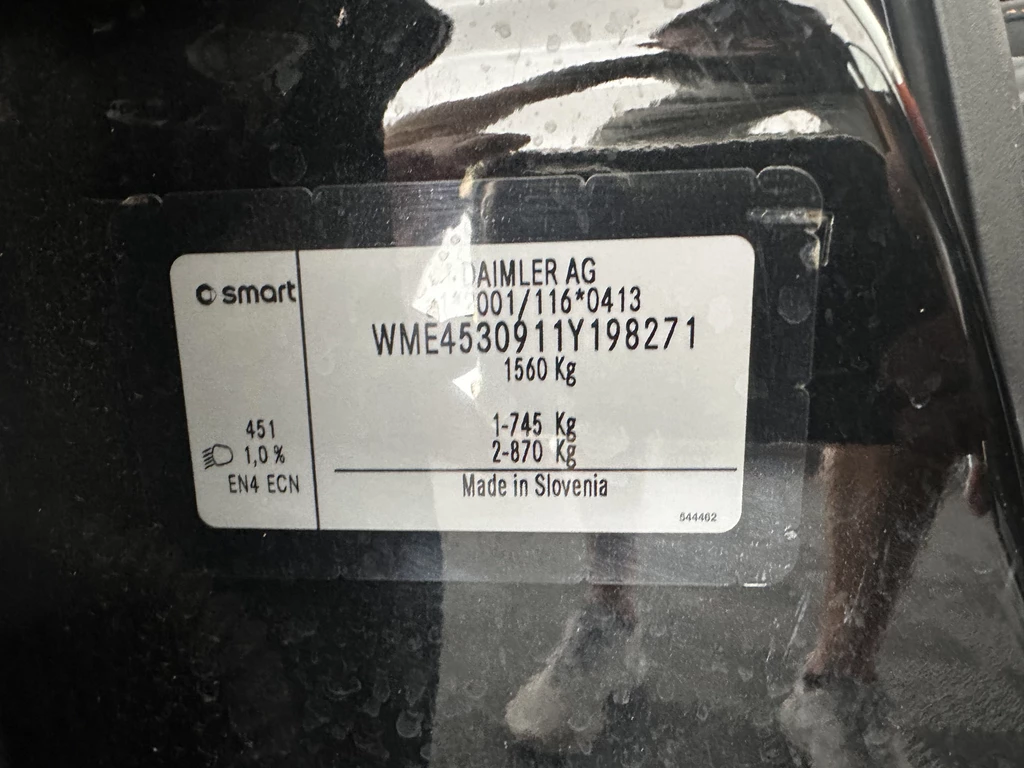 smart
451
1,0 %
EN4 ECN
DAIMLER AG
2001/116*0413
WME4530911Y198271
1560 Kg
1-745 Kg
2-870 Kg
Made in Slovenia
544462